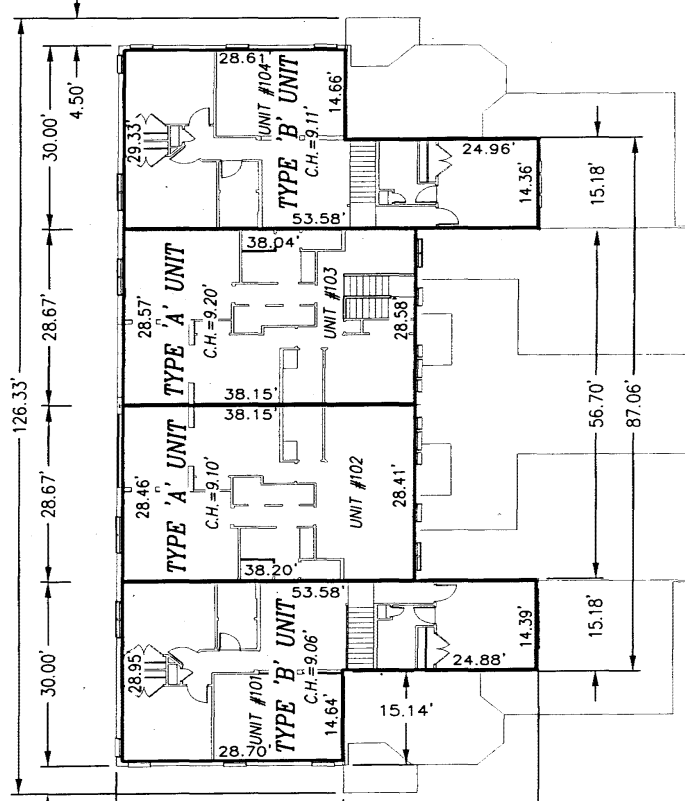 4.50'
30.00'
28.67'
126.33'
28.67'
30.00'
28.61'
UNIT #104
TYPE 'B' UNIT
C.H.=9.11'
14.66'
29.33'
24.96'
14.36'
15.18'
53.58'
38.04'
28.57'
TYPE 'A' UNIT
C.H.=9.20'
UNIT #103
28.58'
38.15'
56.70'
87.06'
38.15'
28.46'
TYPE 'A' UNIT
C.H.=9.10'
UNIT #102
28.41'
38.20'
53.58'
28.95'
UNIT #101
TYPE 'B' UNIT
C.H.=9.06'
14.64'
28.70'
24.88'
14.39'
15.18'
15.14'